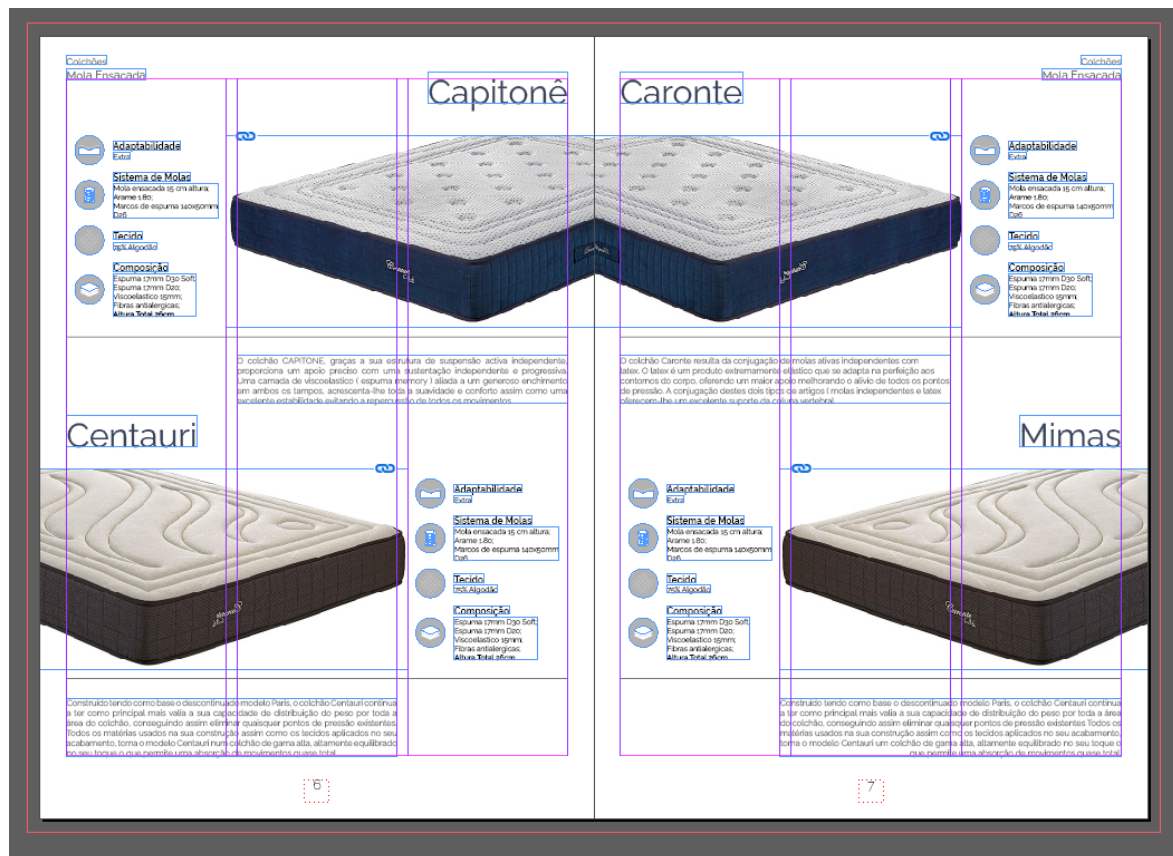 Colchões
Mola Ensacada
Capitonê
Adaptabilidade
Extra
Sistema de Molas
Mola ensacada 15 cm altura;
Arame 1.80;
Marcos de espuma 140x50mm
D26
Tecido
75% Algodão
Composição
Espuma 17mm D30 Soft;
Espuma 17mm D20;
Viscoelastico 15mm;
Fibras antialergicas;
Altura Total 26cm
O colchão CAPITONE, graças a sua estrutura de suspensão activa independente,
proporciona um apoio preciso com uma sustentação independente e progressiva.
Uma camada de viscoelastico ( espuma memory ) aliada a um generoso enchimento
em ambos os tampos, acrescenta-lhe toda a suavidade e conforto assim como uma
excelente estabilidade evitando a repercussão de todos os movimentos
Centauri
Adaptabilidade
Extra
Sistema de Molas
Mola ensacada 15 cm altura;
Arame 1.80;
Marcos de espuma 140x50mm
D26
Tecido
75% Algodão
Composição
Espuma 17mm D30 Soft;
Espuma 17mm D20;
Viscoelastico 15mm;
Fibras antialergicas;
Altura Total 26cm
Construido tendo como base o descontinuado modelo Paris, o colchão Centauri continua
a ter como principal mais valia a sua capacidade de distribuição do peso por toda a
área do colchão, conseguindo assim eliminar quaisquer pontos de pressão existentes.
Todos os matérias usados na sua construção assim como os tecidos aplicados no seu
acabamento, torna o modelo Centauri num colchão de gama alta, altamente equilibrado
no seu toque o que permite uma absorção de movimentos quase total
6
Colchões
Mola Ensacada
Caronte
Adaptabilidade
Extra
Sistema de Molas
Mola ensacada 15 cm altura;
Arame 1.80;
Marcos de espuma 140x50mm
D26
Tecido
75% Algodão
Composição
Espuma 17mm D30 Soft;
Espuma 17mm D20;
Viscoelastico 15mm;
Fibras antialergicas;
Altura Total 26cm
O colchão Caronte resulta da conjugação de molas ativas independentes com
latex. O latex é um produto extremamente elástico que se adapta na perfeição aos
contornos do corpo, oferendo um maior apoio melhorando o alivio de todos os pontos
de pressão. A conjugação destes dois tipos de artigos ( molas independentes e latex
oferecem-lhe um excelente suporte da coluna vertebral
Mimas
Adaptabilidade
Extra
Sistema de Molas
Mola ensacada 15 cm altura;
Arame 1.80;
Marcos de espuma 140x50mm
D26
Tecido
75% Algodão
Composição
Espuma 17mm D30 Soft;
Espuma 17mm D20;
Viscoelastico 15mm;
Fibras antialergicas;
Altura Total 26cm
Construido tendo como base o descontinuado modelo Paris, o colchão Centauri continua
a ter como principal mais valia a sua capacidade de distribuição do peso por toda a área
do colchão, conseguindo assim eliminar quaisquer pontos de pressão existentes Todos os
matérias usados na sua construção assim como os tecidos aplicados no seu acabamento,
torna o modelo Centauri um colchão de gama alta, altamente equilibrado no seu toque o
que permite uma absorção de movimentos quase total.
7